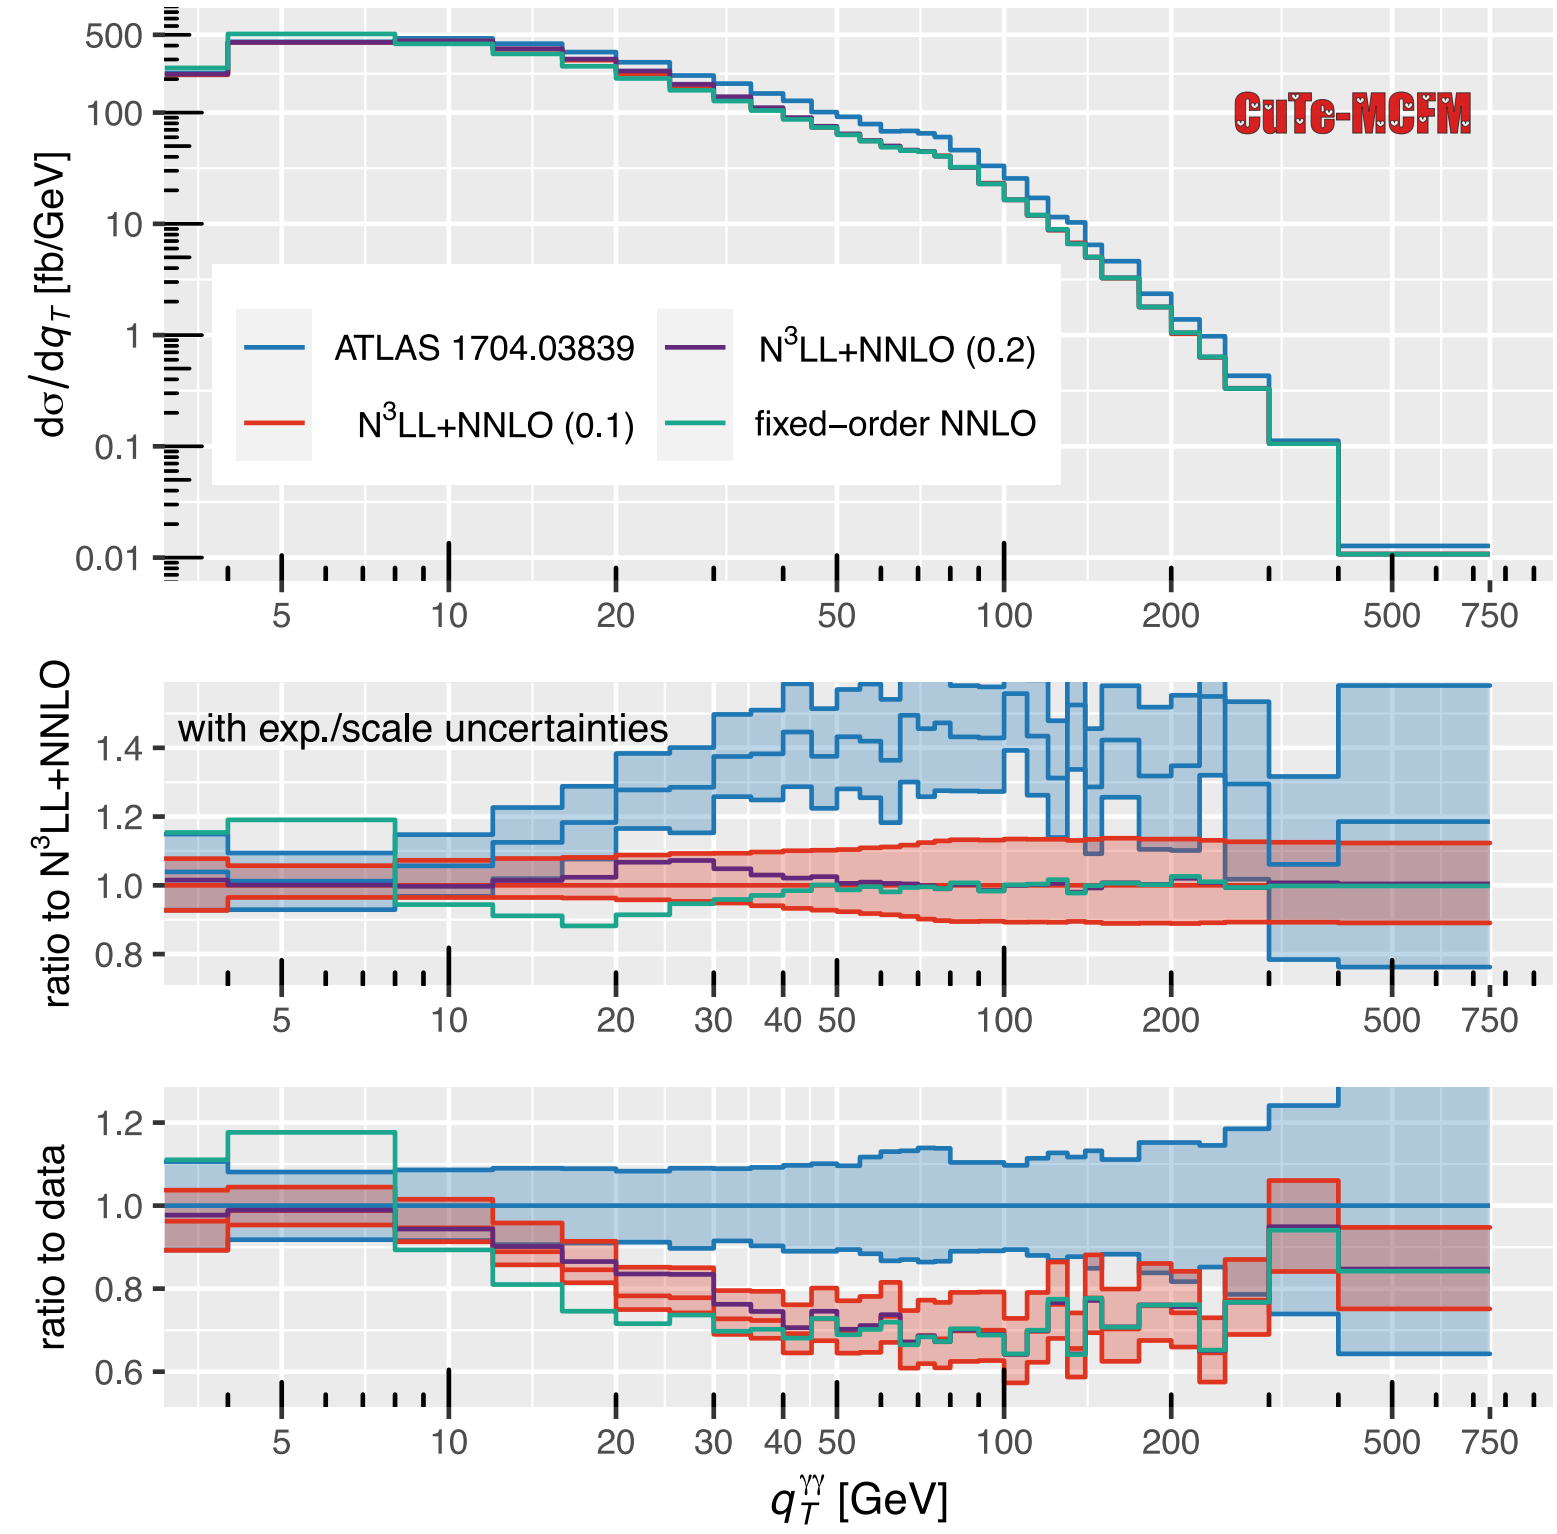 500
100
10
1
0.1
0.01
dσ/dq_T [fb/GeV]
CuTe-MCFM
ATLAS 1704.03839
N³LL+NNLO (0.2)
N³LL+NNLO (0.1)
fixed−order NNLO
5 10 20 50 100 200 500 750
with exp./scale uncertainties
1.4
1.2
1.0
0.8
ratio to N³LL+NNLO
5 10 20 30 40 50 100 200 500 750
1.2
1.0
0.8
0.6
ratio to data
5 10 20 30 40 50 100 200 500 750
q_T^γγ [GeV]